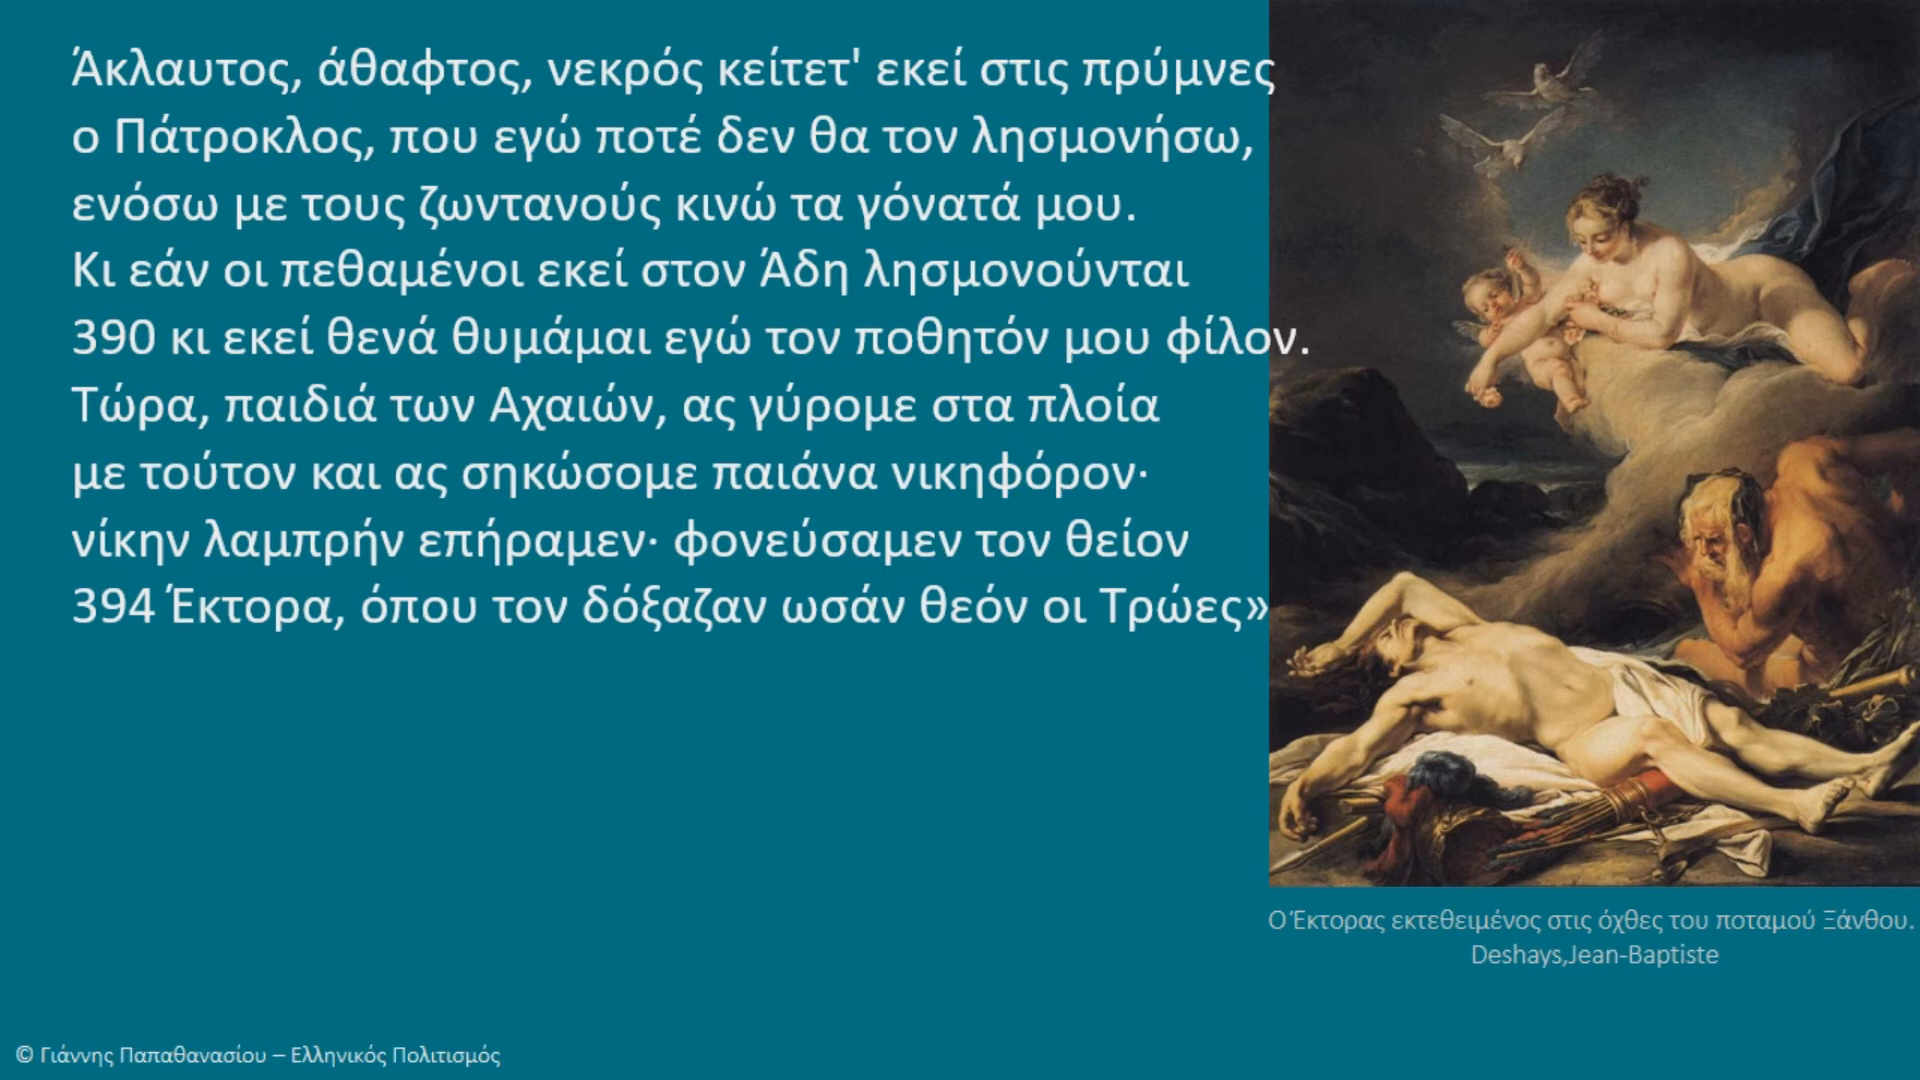 Άκλαυτος, άθαφτος, νεκρός κείτετ' εκεί στις πρύμνες
ο Πάτροκλος, που εγώ ποτέ δεν θα τον λησμονήσω,
ενόσω με τους ζωντανούς κινώ τα γόνατά μου.
Κι εάν οι πεθαμένοι εκεί στον Άδη λησμονούνται
390 κι εκεί θενά θυμάμαι εγώ τον ποθητόν μου φίλον.
Τώρα, παιδιά των Αχαιών, ας γύρομε στα πλοία
με τούτον και ας σηκώσομε παιάνα νικηφόρον·
νίκην λαμπρήν επήραμεν· φονεύσαμεν τον θείον
394 Έκτορα, όπου τον δόξαζαν ωσάν θεόν οι Τρώες»
Ο Έκτορας εκτεθειμένος στις όχθες του ποταμού Ξάνθου.
Deshays,Jean-Baptiste
© Γιάννης Παπαθανασίου – Ελληνικός Πολιτισμός